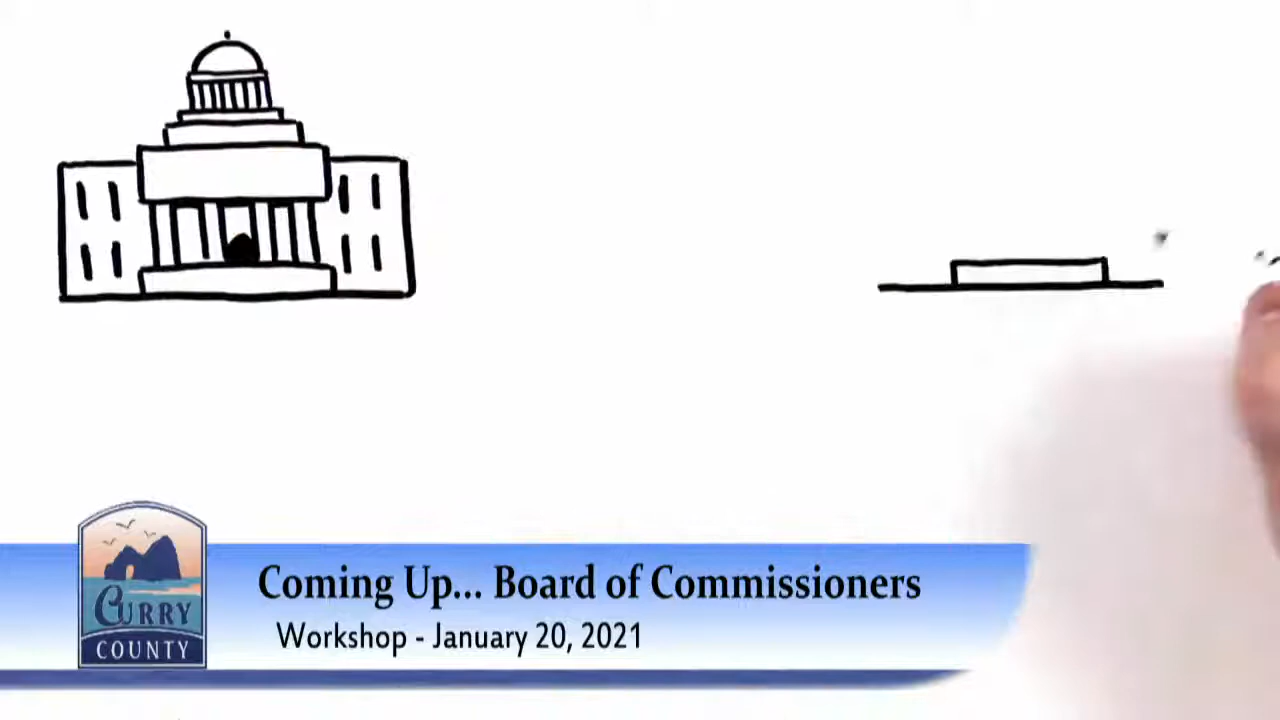 Coming Up... Board of Commissioners
Workshop - January 20, 2021
CURRY
COUNTY